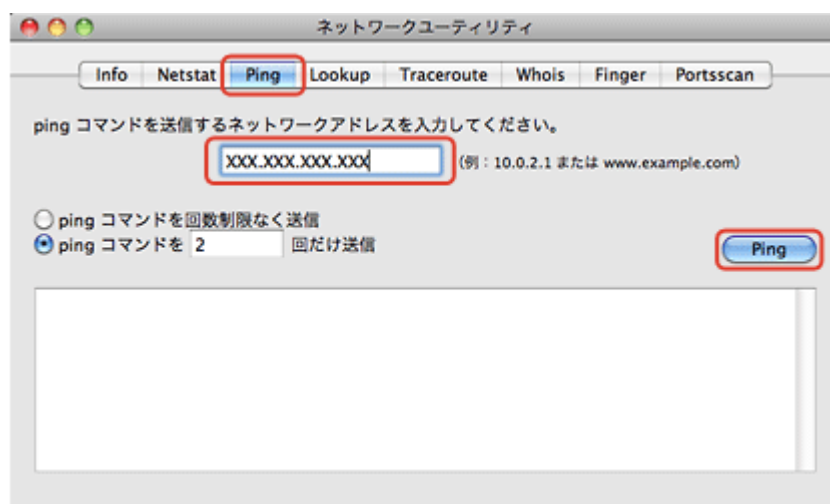 ネットワークユーティリティ
Info Netstat Ping Lookup Traceroute Whois Finger Portsscan
ping コマンドを送信するネットワークアドレスを入力してください。
XXX.XXX.XXX.XXX (例：10.0.2.1 または www.example.com)
ping コマンドを回数制限なく送信
ping コマンドを 2 回だけ送信
Ping